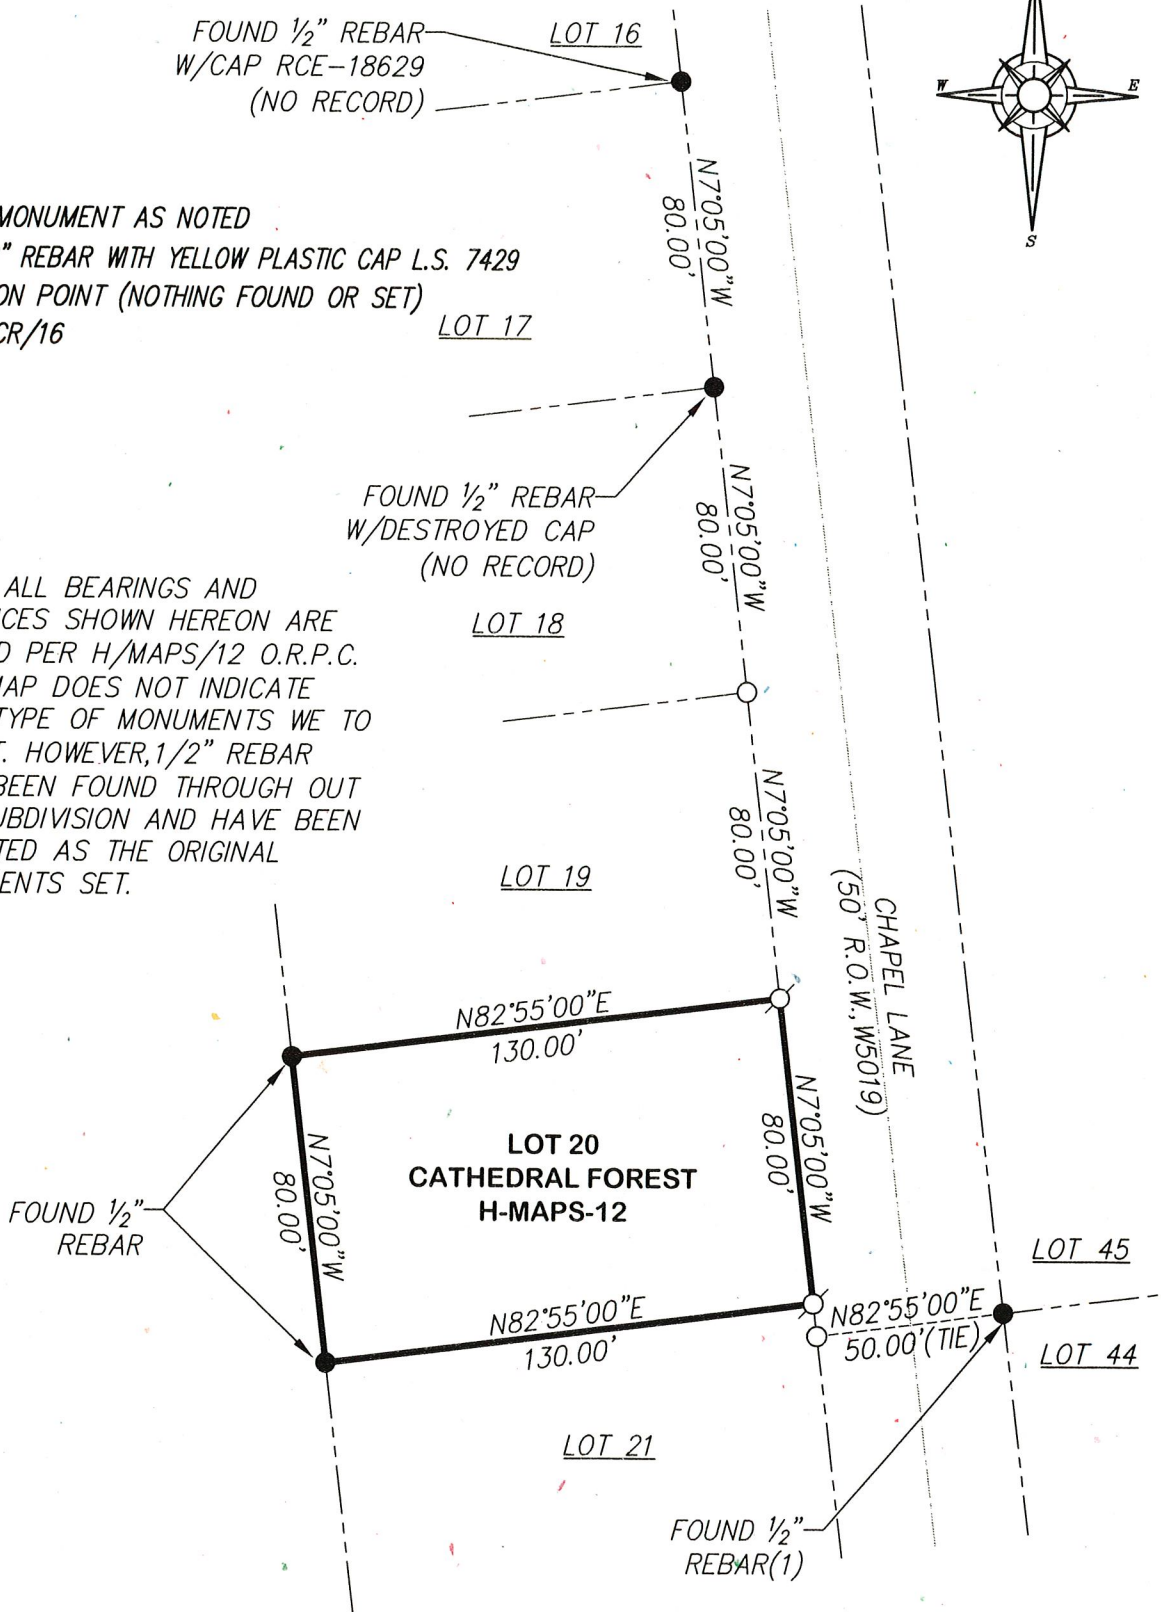 FOUND ½" REBAR
W/CAP RCE-18629
(NO RECORD)
LOT 16
W
E
S
N7°05'00"W
80.00'
MONUMENT AS NOTED
" REBAR WITH YELLOW PLASTIC CAP L.S. 7429
ON POINT (NOTHING FOUND OR SET)
CR/16
LOT 17
FOUND ½" REBAR
W/DESTROYED CAP
(NO RECORD)
N7°05'00"W
80.00'
ALL BEARINGS AND
CES SHOWN HEREON ARE
D PER H/MAPS/12 O.R.P.C.
MAP DOES NOT INDICATE
TYPE OF MONUMENTS WE TO
T. HOWEVER,1/2" REBAR
BEEN FOUND THROUGH OUT
UBDIVISION AND HAVE BEEN
TED AS THE ORIGINAL
ENTS SET.
LOT 18
N7°05'00"W
80.00'
LOT 19
CHAPEL LANE
(50' R.O.W., W5019)
N82°55'00"E
130.00'
N7°05'00"W
80.00'
LOT 20
CATHEDRAL FOREST
H-MAPS-12
N7°05'00"W
80.00'
FOUND ½"
REBAR
N82°55'00"E
130.00'
N82°55'00"E
50.00'(TIE)
LOT 45
LOT 44
LOT 21
FOUND ½"
REBAR(1)